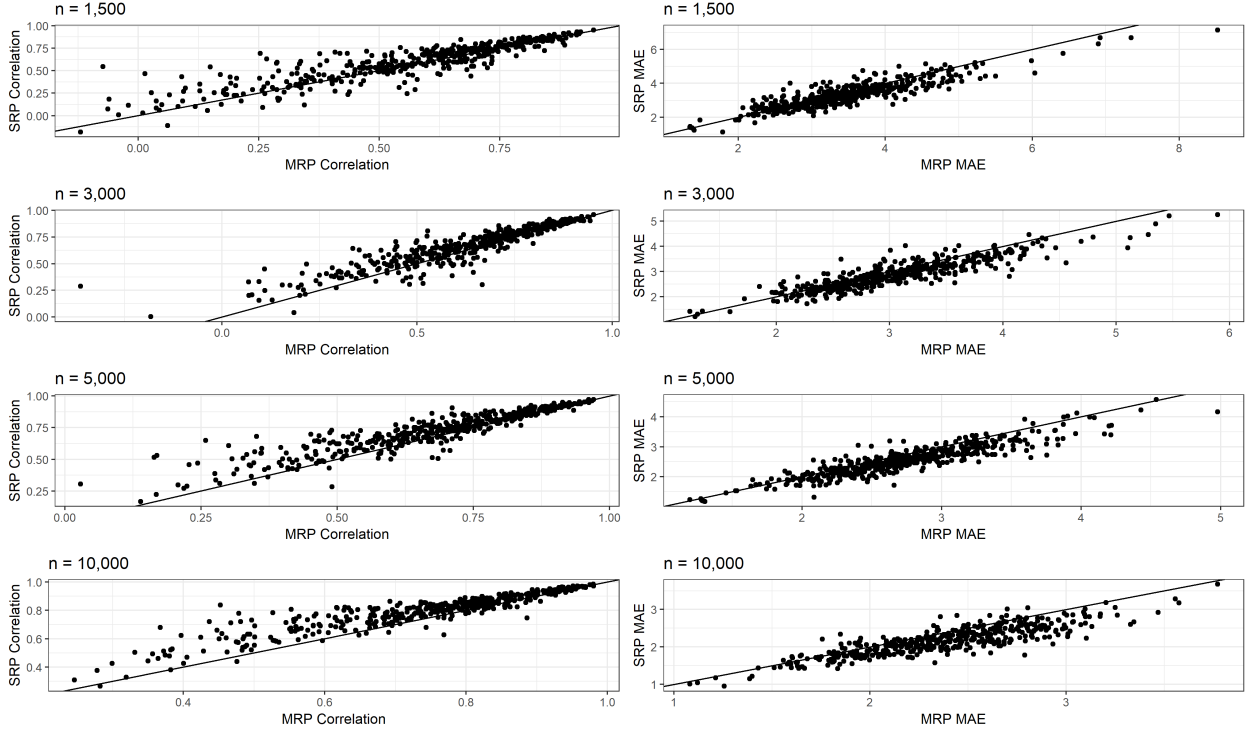 n = 1,500
SRP Correlation
1.00
0.75
0.50
0.25
0.00
0.00 0.25 0.50 0.75
MRP Correlation
n = 1,500
SRP MAE
6
4
2
2 4 6 8
MRP MAE
n = 3,000
SRP Correlation
1.00
0.75
0.50
0.25
0.00
0.0 0.5 1.0
MRP Correlation
n = 3,000
SRP MAE
5
4
3
2
2 3 4 5 6
MRP MAE
n = 5,000
SRP Correlation
1.00
0.75
0.50
0.25
0.00 0.25 0.50 0.75 1.00
MRP Correlation
n = 5,000
SRP MAE
4
3
2
2 3 4 5
MRP MAE
n = 10,000
SRP Correlation
1.0
0.8
0.6
0.4
0.4 0.6 0.8 1.0
MRP Correlation
n = 10,000
SRP MAE
3
2
1
1 2 3
MRP MAE